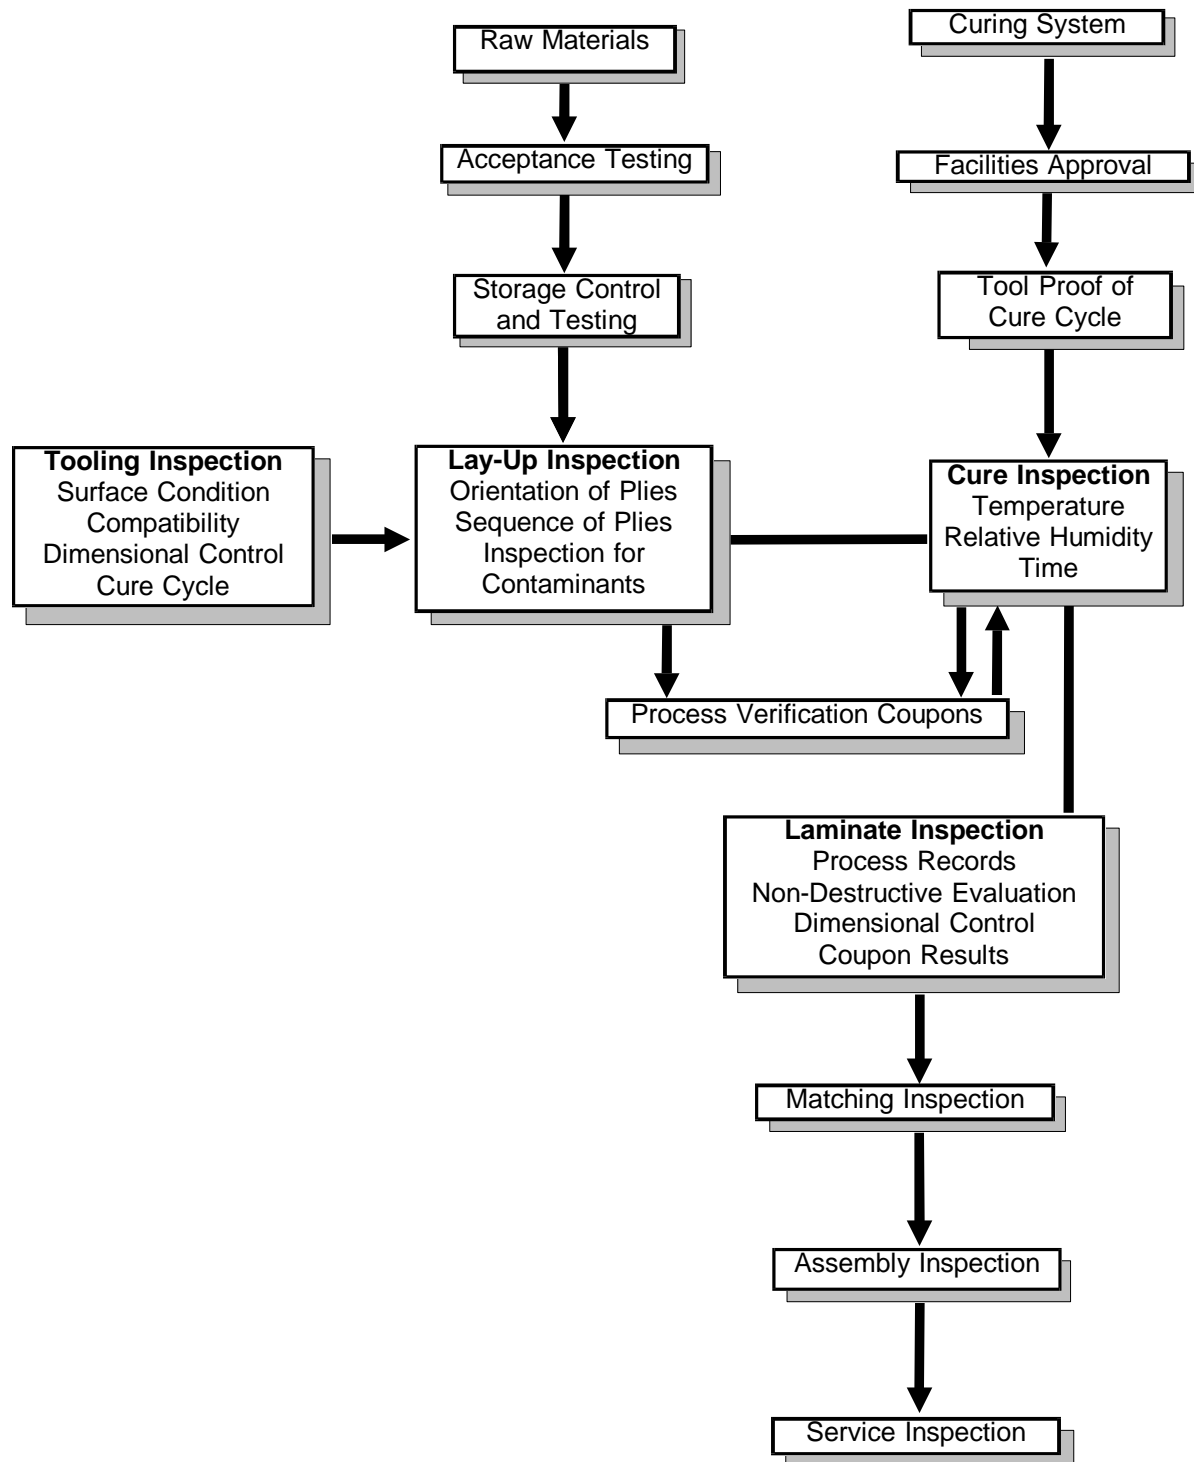 Raw Materials
Curing System
Acceptance Testing
Facilities Approval
Storage Control
and Testing
Tool Proof of
Cure Cycle
Tooling Inspection
Surface Condition
Compatibility
Dimensional Control
Cure Cycle
Lay-Up Inspection
Orientation of Plies
Sequence of Plies
Inspection for
Contaminants
Cure Inspection
Temperature
Relative Humidity
Time
Process Verification Coupons
Laminate Inspection
Process Records
Non-Destructive Evaluation
Dimensional Control
Coupon Results
Matching Inspection
Assembly Inspection
Service Inspection